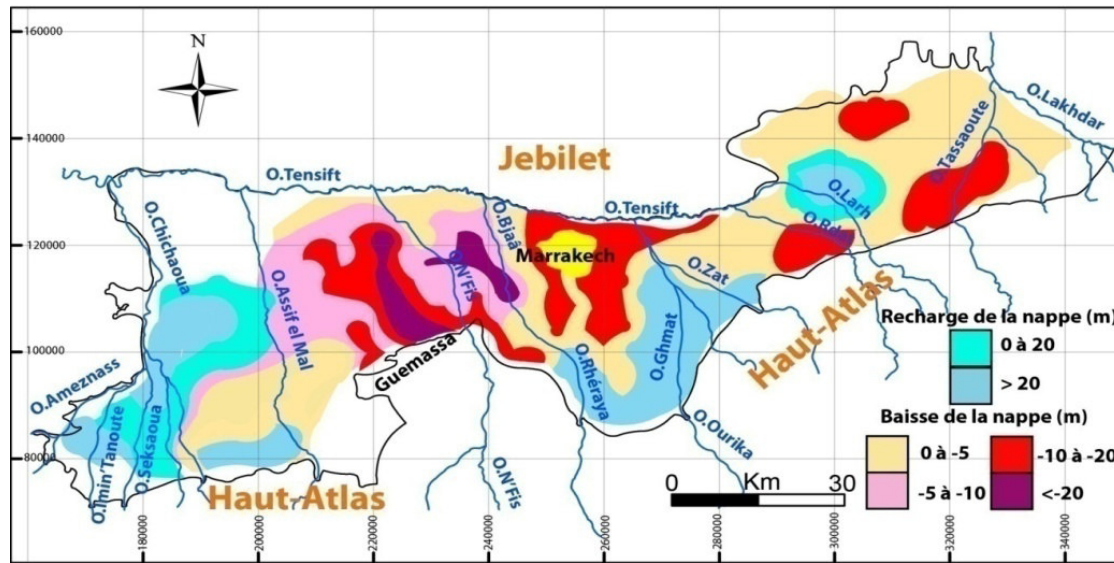 160000
N
140000
120000
100000
80000
Jebilet
O.Tensift
O.Tensift
O.Lakhdar
O.Tassaoute
O.Larh
O.Rd
O.Chichaoua
O.Assif el Mal
O.N'Fis
O.Bjaâ
Marrakech
O.Zat
O.Ghmat
O.Rhéraya
O.Ourika
Guemassa
O.Ameznass
O.Imin'Tanoute
O.Seksaoua
O.N'Fis
Haut-Atlas
Haut-Atlas
Recharge de la nappe (m)
0 à 20
> 20
Baisse de la nappe (m)
0 à -5
-10 à -20
-5 à -10
<-20
0 Km 30
180000
200000
220000
240000
260000
280000
300000
320000
340000